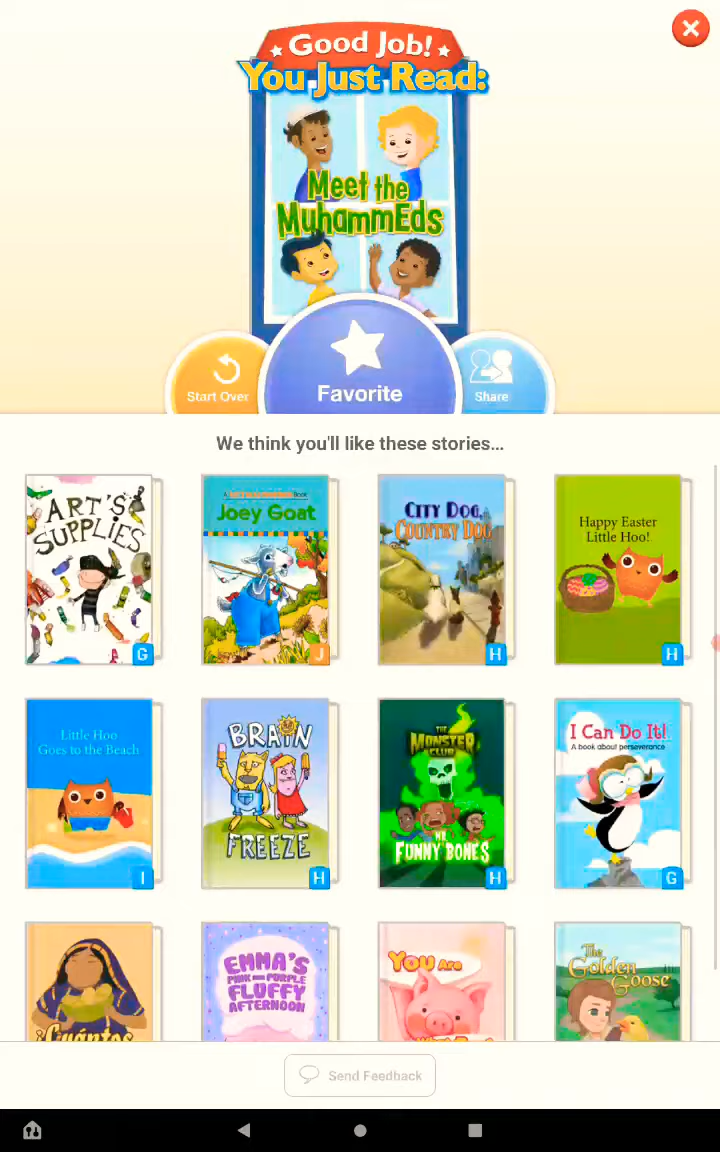 Good Job!
You Just Read:
Meet the
MuhammEds
Start Over
Favorite
Share
We think you'll like these stories...
ART'S
SUPPLIES
G
Joey Goat
J
CITY DOG,
COUNTRY DOG
H
Happy Easter
Little Hoo!
H
Little Hoo
Goes to the Beach
I
BRAIN
FREEZE
H
THE
MONSTER
CLUB
MR.
FUNNY BONES
H
I Can Do It!
A book about perseverance
G
¿Cuántos
EMMA'S
PINK AND PURPLE
FLUFFY
AFTERNOON
You Are
The
Golden
Goose
Send Feedback